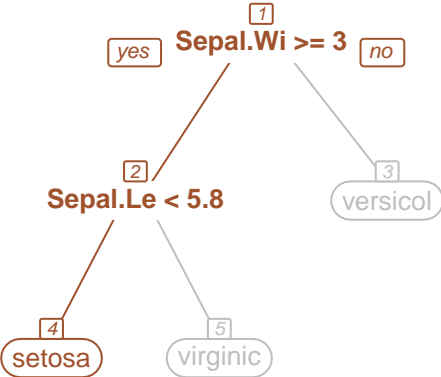 1
yes Sepal.Wi >= 3 no
2
Sepal.Le < 5.8
3
versicol
4
setosa
5
virginic